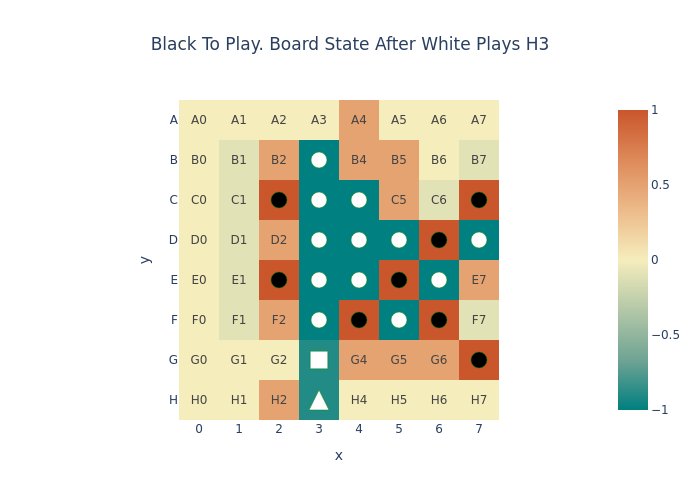 Black To Play. Board State After White Plays H3
A A0 A1 A2 A3 A4 A5 A6 A7
B B0 B1 B2 B4 B5 B6 B7
C C0 C1 C5 C6
D D0 D1 D2
E E0 E1 E7
F F0 F1 F2 F7
G G0 G1 G2 G4 G5 G6
H H0 H1 H2 H4 H5 H6 H7
0 1 2 3 4 5 6 7
x
y
1
0.5
0
−0.5
−1